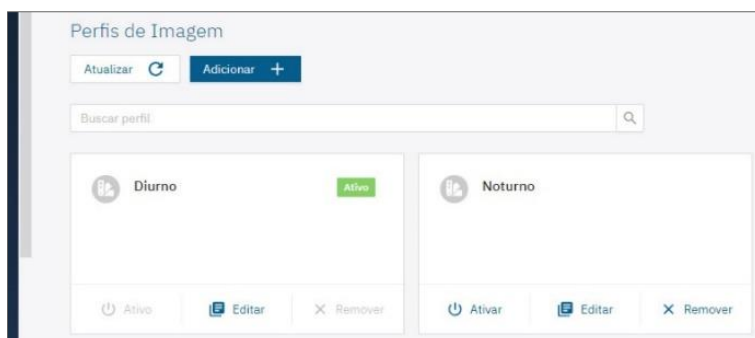 Perfis de Imagem
Atualizar Adicionar
Buscar perfil
Diurno Ativo Noturno
Ativo Editar Remover Ativar Editar Remover